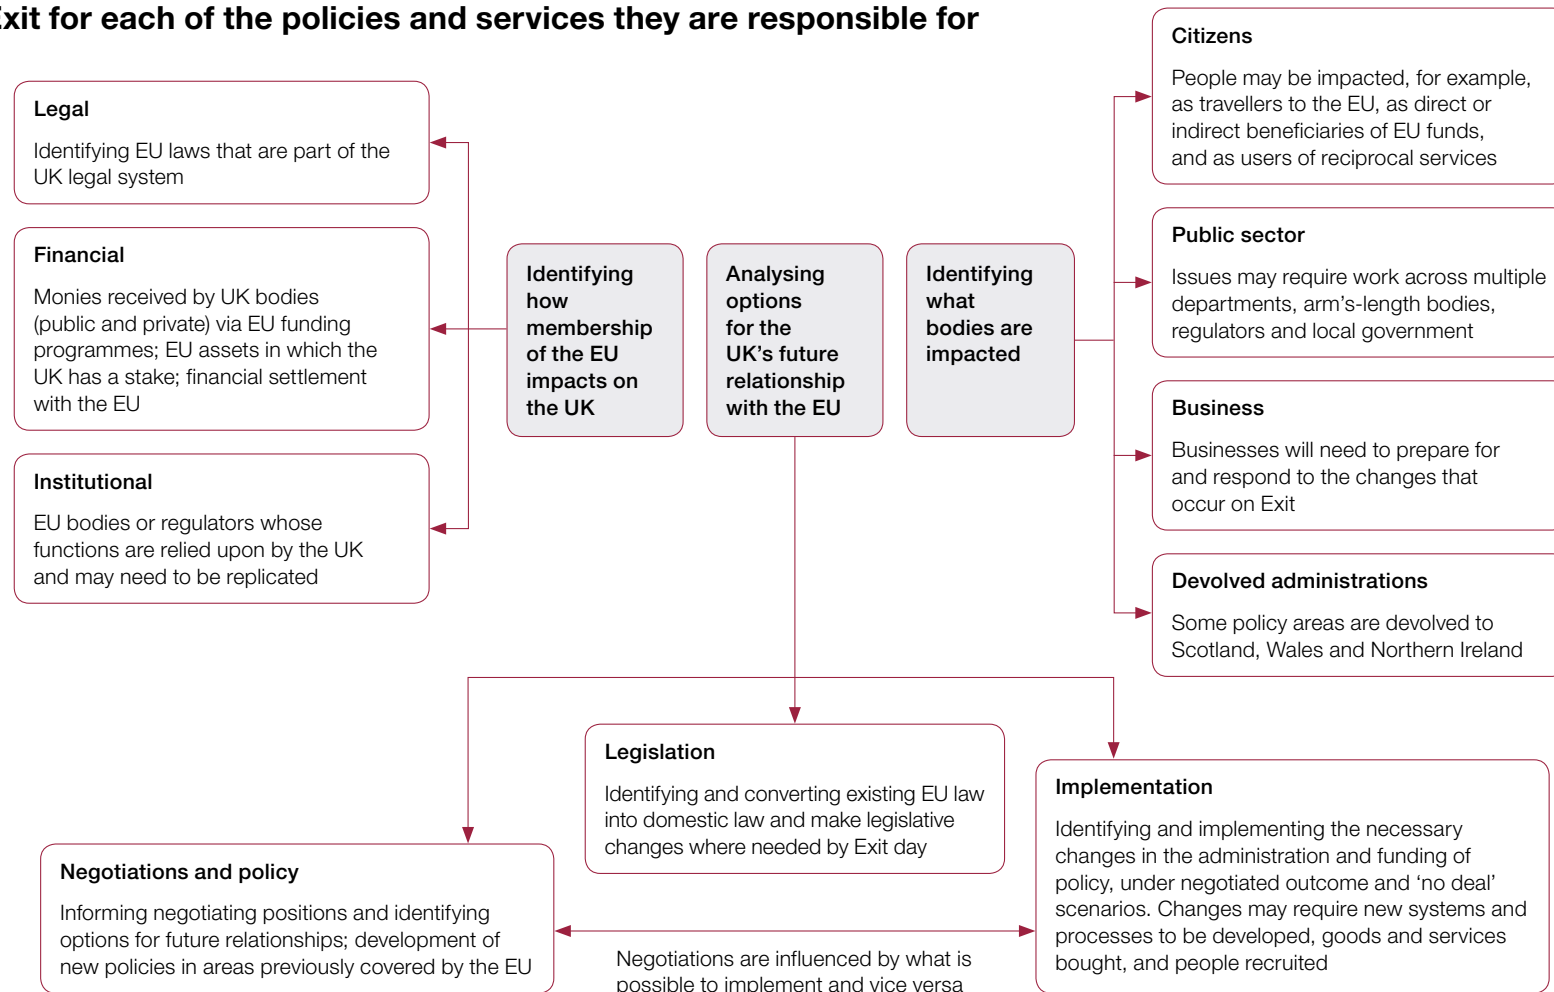 Exit for each of the policies and services they are responsible for
Legal
Identifying EU laws that are part of the
UK legal system
Financial
Monies received by UK bodies
(public and private) via EU funding
programmes; EU assets in which the
UK has a stake; financial settlement
with the EU
Institutional
EU bodies or regulators whose
functions are relied upon by the UK
and may need to be replicated
Identifying
how
membership
of the EU
impacts on
the UK
Analysing
options
for the
UK’s future
relationship
with the EU
Identifying
what
bodies are
impacted
Citizens
People may be impacted, for example,
as travellers to the EU, as direct or
indirect beneficiaries of EU funds,
and as users of reciprocal services
Public sector
Issues may require work across multiple
departments, arm’s-length bodies,
regulators and local government
Business
Businesses will need to prepare for
and respond to the changes that
occur on Exit
Devolved administrations
Some policy areas are devolved to
Scotland, Wales and Northern Ireland
Legislation
Identifying and converting existing EU law
into domestic law and make legislative
changes where needed by Exit day
Negotiations and policy
Informing negotiating positions and identifying
options for future relationships; development of
new policies in areas previously covered by the EU
Negotiations are influenced by what is
possible to implement and vice versa
Implementation
Identifying and implementing the necessary
changes in the administration and funding of
policy, under negotiated outcome and ‘no deal’
scenarios. Changes may require new systems and
processes to be developed, goods and services
bought, and people recruited